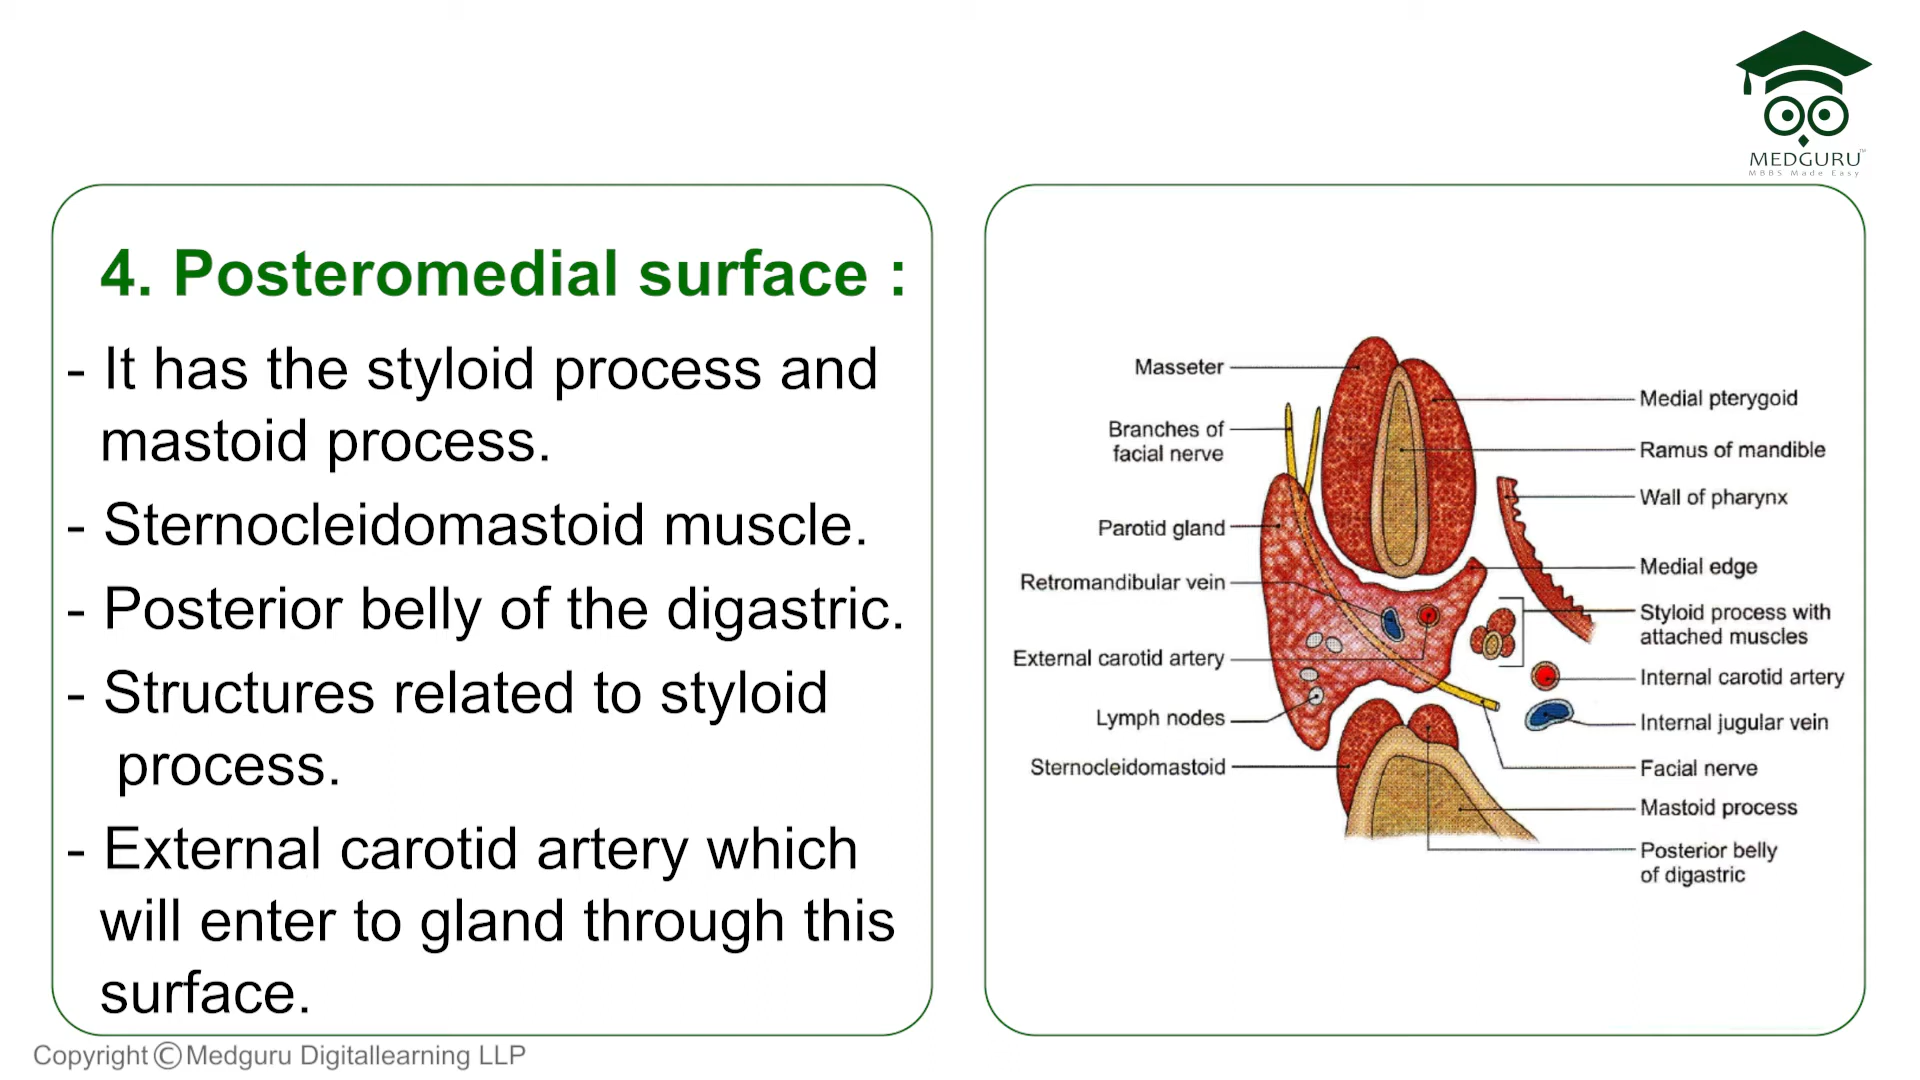 MEDGURU™
MBBS Made Easy
4. Posteromedial surface :
- It has the styloid process and
mastoid process.
- Sternocleidomastoid muscle.
- Posterior belly of the digastric.
- Structures related to styloid
process.
- External carotid artery which
will enter to gland through this
surface.
Masseter
Branches of
facial nerve
Parotid gland
Retromandibular vein
External carotid artery
Lymph nodes
Sternocleidomastoid
Medial pterygoid
Ramus of mandible
Wall of pharynx
Medial edge
Styloid process with
attached muscles
Internal carotid artery
Internal jugular vein
Facial nerve
Mastoid process
Posterior belly
of digastric
Copyright © Medguru Digitallearning LLP